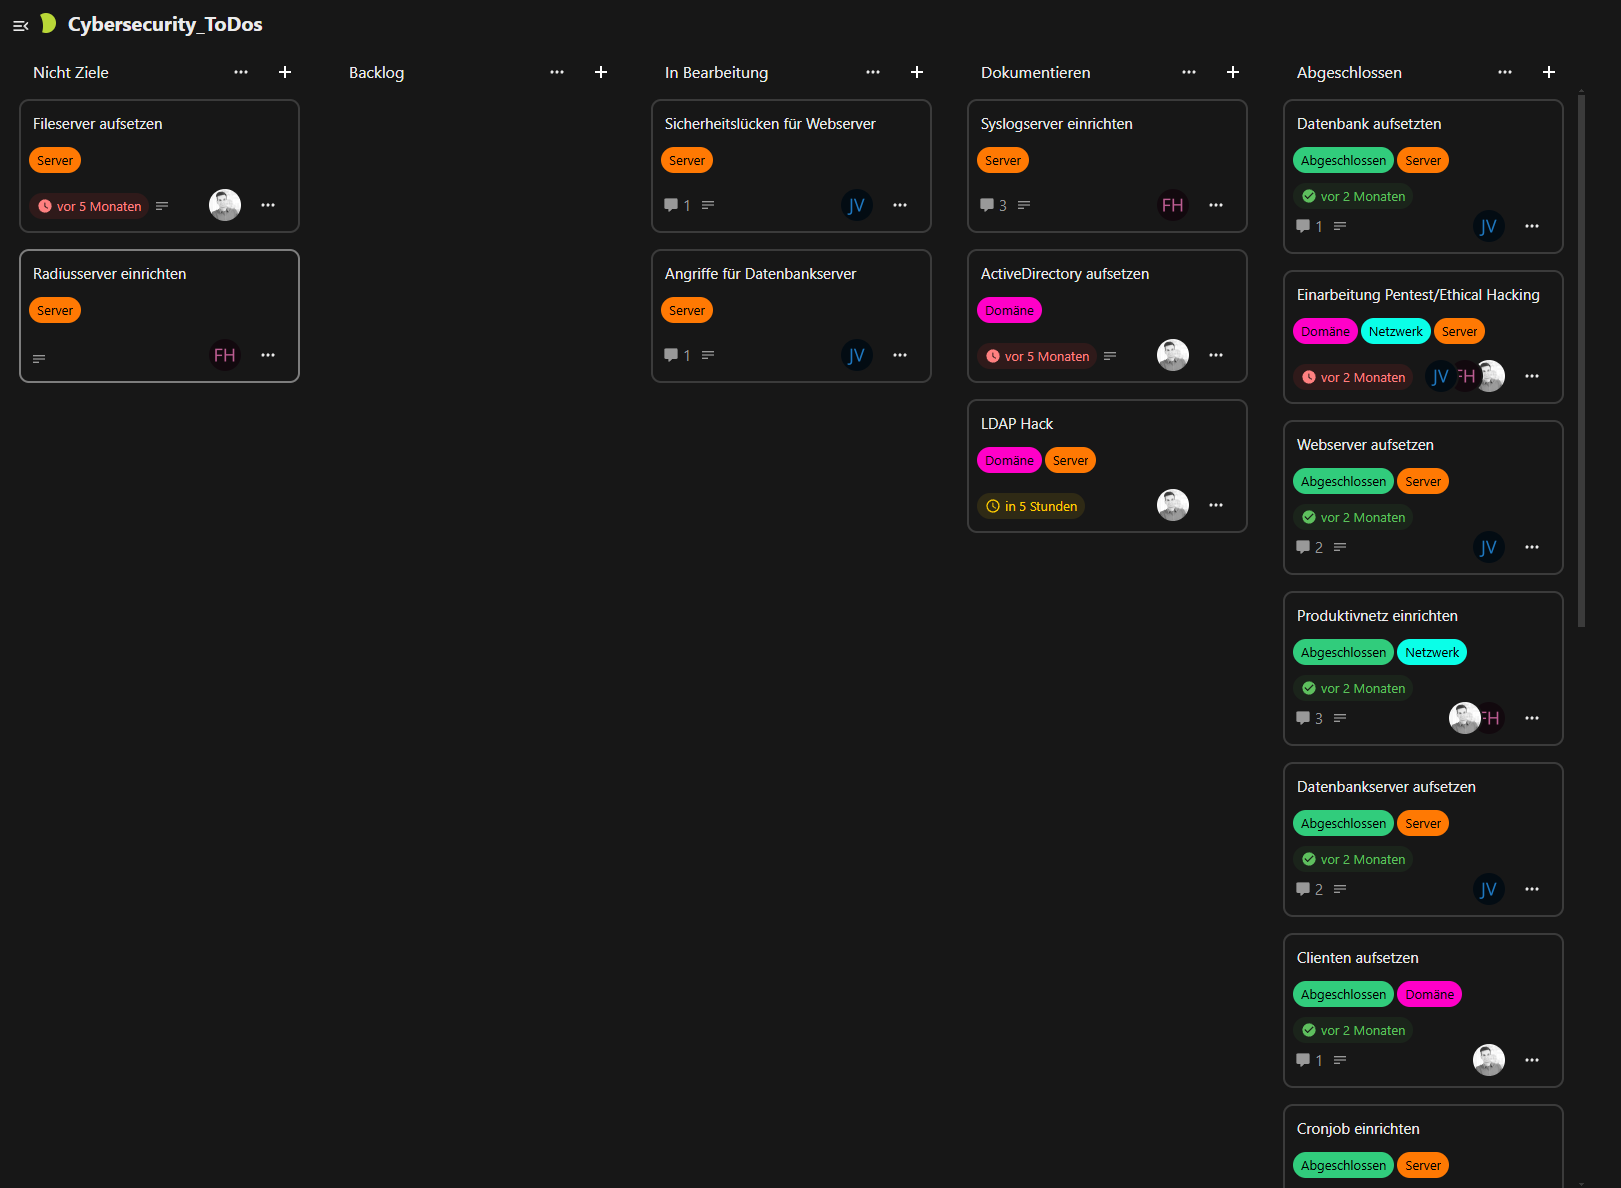 Cybersecurity_ToDos
Nicht Ziele
Fileserver aufsetzen
Server
vor 5 Monaten
Radiusserver einrichten
Server
FH
Backlog
In Bearbeitung
Sicherheitslücken für Webserver
Server
1
JV
Angriffe für Datenbankserver
Server
1
JV
Dokumentieren
Syslogserver einrichten
Server
3
FH
ActiveDirectory aufsetzen
Domäne
vor 5 Monaten
LDAP Hack
Domäne Server
in 5 Stunden
Abgeschlossen
Datenbank aufsetzten
Abgeschlossen Server
vor 2 Monaten
1
JV
Einarbeitung Pentest/Ethical Hacking
Domäne Netzwerk Server
vor 2 Monaten
JV FH
Webserver aufsetzen
Abgeschlossen Server
vor 2 Monaten
2
JV
Produktivnetz einrichten
Abgeschlossen Netzwerk
vor 2 Monaten
3
FH
Datenbankserver aufsetzen
Abgeschlossen Server
vor 2 Monaten
2
JV
Clienten aufsetzen
Abgeschlossen Domäne
vor 2 Monaten
1
Cronjob einrichten
Abgeschlossen Server